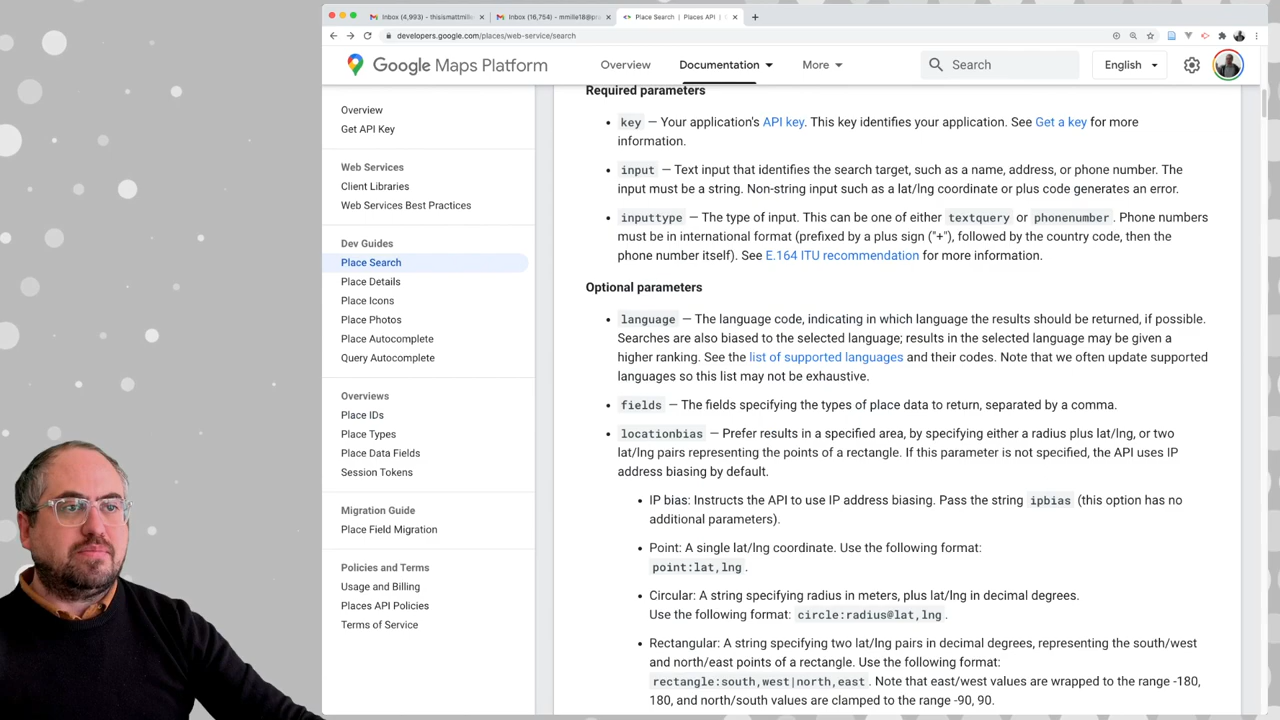 Inbox (4,993) - thisismattmille
Inbox (16,754) - mmille18@pr
Place Search | Places API |
developers.google.com/places/web-service/search
Google Maps Platform
Overview
Documentation
More
Search
English
Overview
Get API Key
Web Services
Client Libraries
Web Services Best Practices
Dev Guides
Place Search
Place Details
Place Icons
Place Photos
Place Autocomplete
Query Autocomplete
Overviews
Place IDs
Place Types
Place Data Fields
Session Tokens
Migration Guide
Place Field Migration
Policies and Terms
Usage and Billing
Places API Policies
Terms of Service
Required parameters
• key — Your application's API key. This key identifies your application. See Get a key for more
information.
• input — Text input that identifies the search target, such as a name, address, or phone number. The
input must be a string. Non-string input such as a lat/lng coordinate or plus code generates an error.
• inputtype — The type of input. This can be one of either textquery or phonenumber. Phone numbers
must be in international format (prefixed by a plus sign ("+"), followed by the country code, then the
phone number itself). See E.164 ITU recommendation for more information.
Optional parameters
• language — The language code, indicating in which language the results should be returned, if possible.
Searches are also biased to the selected language; results in the selected language may be given a
higher ranking. See the list of supported languages and their codes. Note that we often update supported
languages so this list may not be exhaustive.
• fields — The fields specifying the types of place data to return, separated by a comma.
• locationbias — Prefer results in a specified area, by specifying either a radius plus lat/lng, or two
lat/lng pairs representing the points of a rectangle. If this parameter is not specified, the API uses IP
address biasing by default.
• IP bias: Instructs the API to use IP address biasing. Pass the string ipbias (this option has no
additional parameters).
• Point: A single lat/lng coordinate. Use the following format:
point:lat,lng.
• Circular: A string specifying radius in meters, plus lat/lng in decimal degrees.
Use the following format: circle:radius@lat,lng.
• Rectangular: A string specifying two lat/lng pairs in decimal degrees, representing the south/west
and north/east points of a rectangle. Use the following format:
rectangle:south,west|north,east. Note that east/west values are wrapped to the range -180,
180, and north/south values are clamped to the range -90, 90.